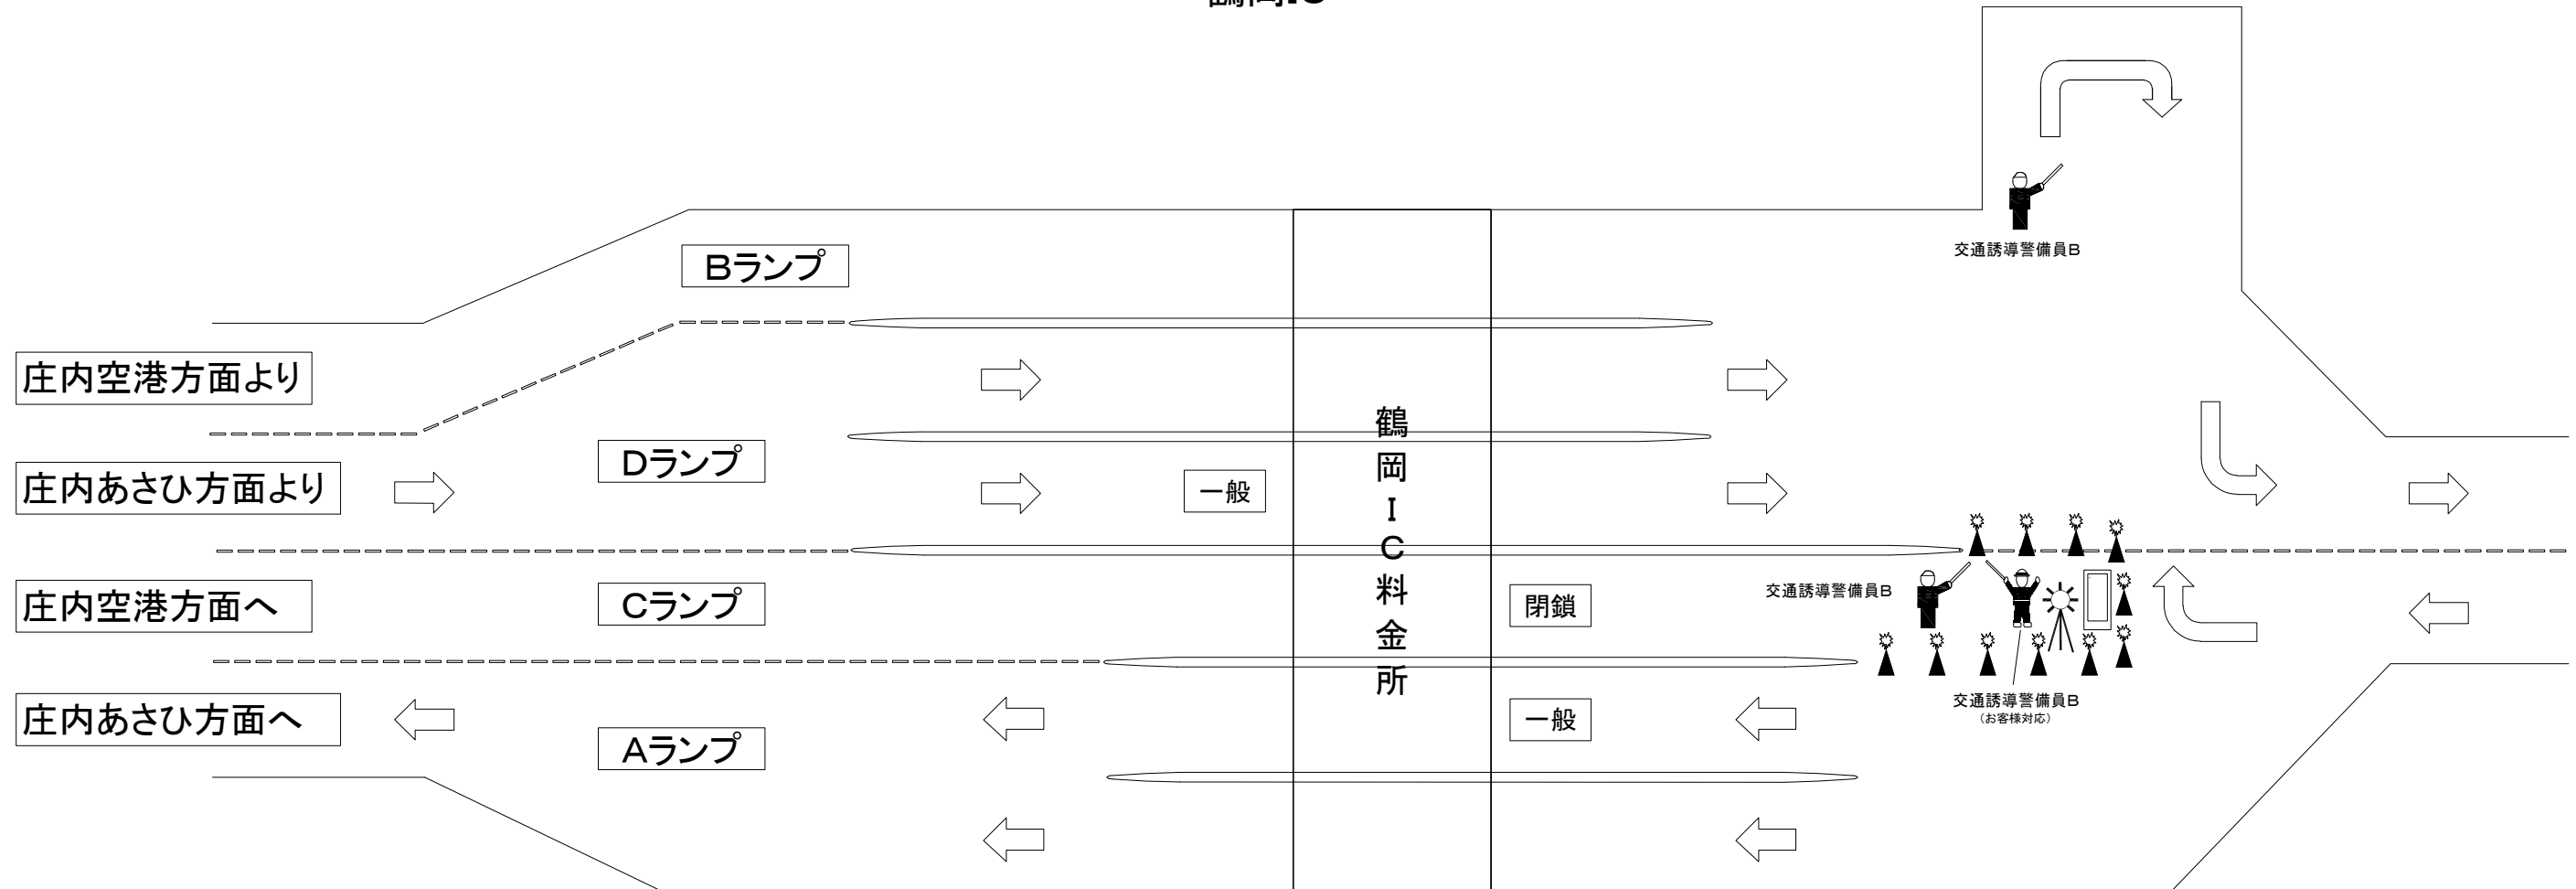 交通誘導警備員B
Bランプ
庄内空港方面より
Dランプ
庄内あさひ方面より
一般
鶴岡IC料金所
庄内空港方面へ
Cランプ
閉鎖
交通誘導警備員B
交通誘導警備員B
(お客様対応)
庄内あさひ方面へ
Aランプ
一般